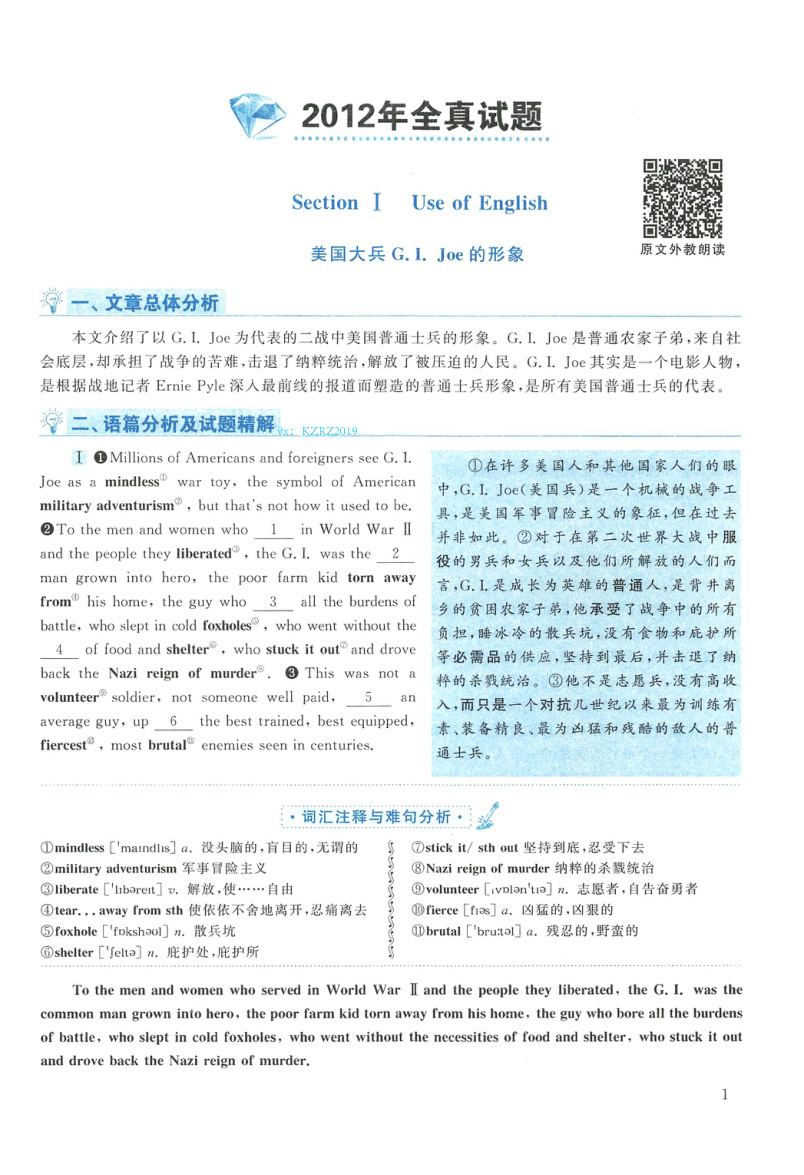 2012年全真试题
Section Ⅰ Use of English
美国大兵 G. I. Joe 的形象
原文外教朗读
一、文章总体分析
本文介绍了以 G. I. Joe 为代表的二战中美国普通士兵的形象。G. I. Joe 是普通农家子弟,来自社
会底层,却承担了战争的苦难,击退了纳粹统治,解放了被压迫的人民。G. I. Joe 其实是一个电影人物,
是根据战地记者 Ernie Pyle 深入最前线的报道而塑造的普通士兵形象,是所有美国普通士兵的代表。
二、语篇分析及试题精解
vx: KZRZ2019
Ⅰ ❶Millions of Americans and foreigners see G. I.
Joe as a mindless① war toy, the symbol of American
military adventurism②, but that's not how it used to be.
❷To the men and women who 1 in World War Ⅱ
and the people they liberated③, the G. I. was the 2
man grown into hero, the poor farm kid torn away
from④ his home, the guy who 3 all the burdens of
battle, who slept in cold foxholes⑤, who went without the
4 of food and shelter⑥, who stuck it out⑦ and drove
back the Nazi reign of murder⑧. ❸ This was not a
volunteer⑨ soldier, not someone well paid, 5 an
average guy, up 6 the best trained, best equipped,
fiercest⑩, most brutal⑪ enemies seen in centuries.
①在许多美国人和其他国家人们的眼
中,G. I. Joe(美国兵)是一个机械的战争工
具,是美国军事冒险主义的象征,但在过去
并非如此。②对于在第二次世界大战中服
役的男兵和女兵以及他们所解放的人们而
言,G. I. 是成长为英雄的普通人,是背井离
乡的贫困农家子弟,他承受了战争中的所有
负担,睡冰冷的散兵坑,没有食物和庇护所
等必需品的供应,坚持到最后,并击退了纳
粹的杀戮统治。③他不是志愿兵,没有高收
入,而只是一个对抗几世纪以来最为训练有
素、装备精良、最为凶猛和残酷的敌人的普
通士兵。
·词汇注释与难句分析·
①mindless [ˈmaɪndlɪs] a. 没头脑的,盲目的,无谓的
②military adventurism 军事冒险主义
③liberate [ˈlɪbəreɪt] v. 解放,使……自由
④tear... away from sth 使依依不舍地离开,忍痛离去
⑤foxhole [ˈfɒkshəʊl] n. 散兵坑
⑥shelter [ˈʃeltə] n. 庇护处,庇护所
⑦stick it/ sth out 坚持到底,忍受下去
⑧Nazi reign of murder 纳粹的杀戮统治
⑨volunteer [ˌvɒlənˈtɪə] n. 志愿者,自告奋勇者
⑩fierce [fɪəs] a. 凶猛的,凶狠的
⑪brutal [ˈbruːtəl] a. 残忍的,野蛮的
To the men and women who served in World War Ⅱ and the people they liberated, the G. I. was the
common man grown into hero, the poor farm kid torn away from his home, the guy who bore all the burdens
of battle, who slept in cold foxholes, who went without the necessities of food and shelter, who stuck it out
and drove back the Nazi reign of murder.
1